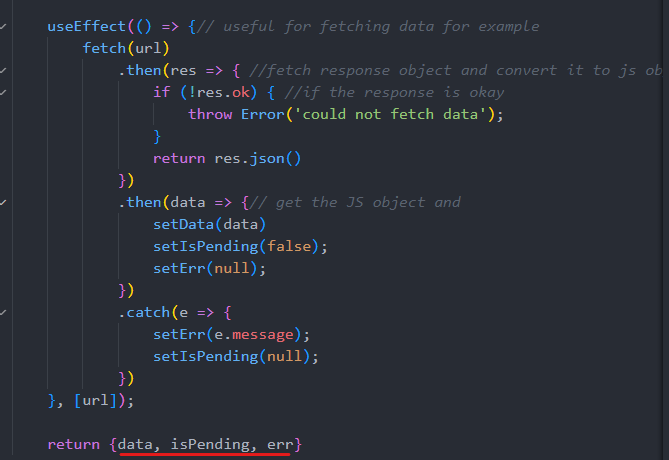 useEffect(() => {// useful for fetching data for example
fetch(url)
.then(res => { //fetch response object and convert it to js ob
if (!res.ok) { //if the response is okay
throw Error('could not fetch data');
}
return res.json()
})
.then(data => {// get the JS object and
setData(data)
setIsPending(false);
setErr(null);
})
.catch(e => {
setErr(e.message);
setIsPending(null);
})
}, [url]);
return {data, isPending, err}